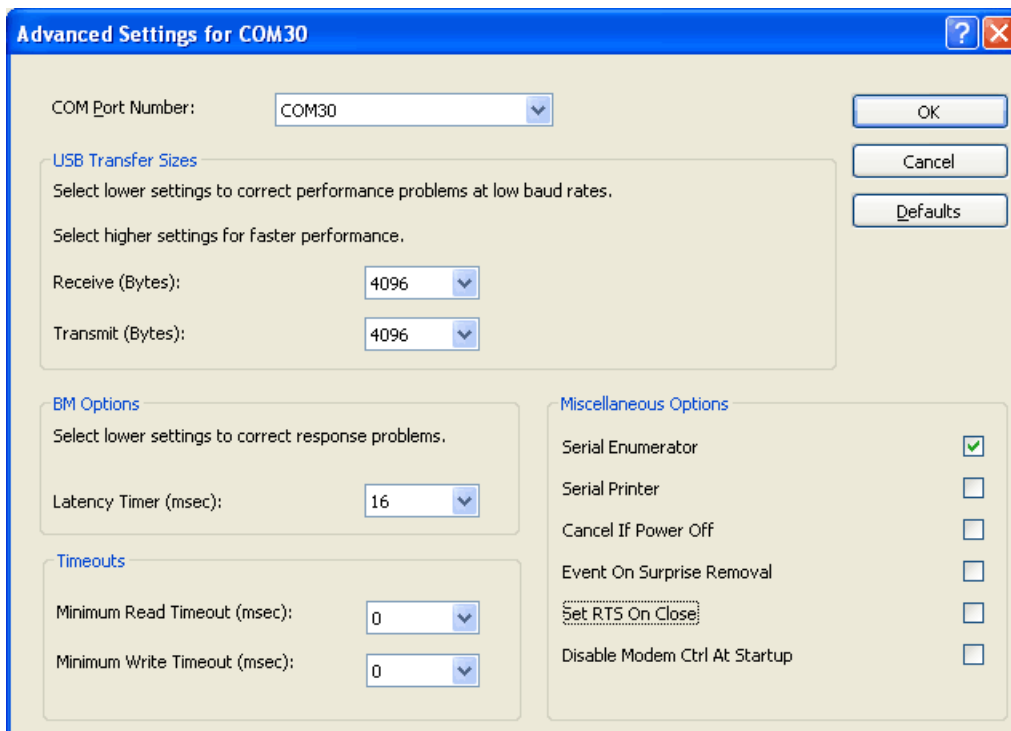 Advanced Settings for COM30
COM Port Number:
COM30
OK
USB Transfer Sizes
Cancel
Select lower settings to correct performance problems at low baud rates.
Defaults
Select higher settings for faster performance.
Receive (Bytes):
4096
Transmit (Bytes):
4096
BM Options
Select lower settings to correct response problems.
Latency Timer (msec):
16
Timeouts
Minimum Read Timeout (msec):
0
Minimum Write Timeout (msec):
0
Miscellaneous Options
Serial Enumerator
Serial Printer
Cancel If Power Off
Event On Surprise Removal
Set RTS On Close
Disable Modem Ctrl At Startup